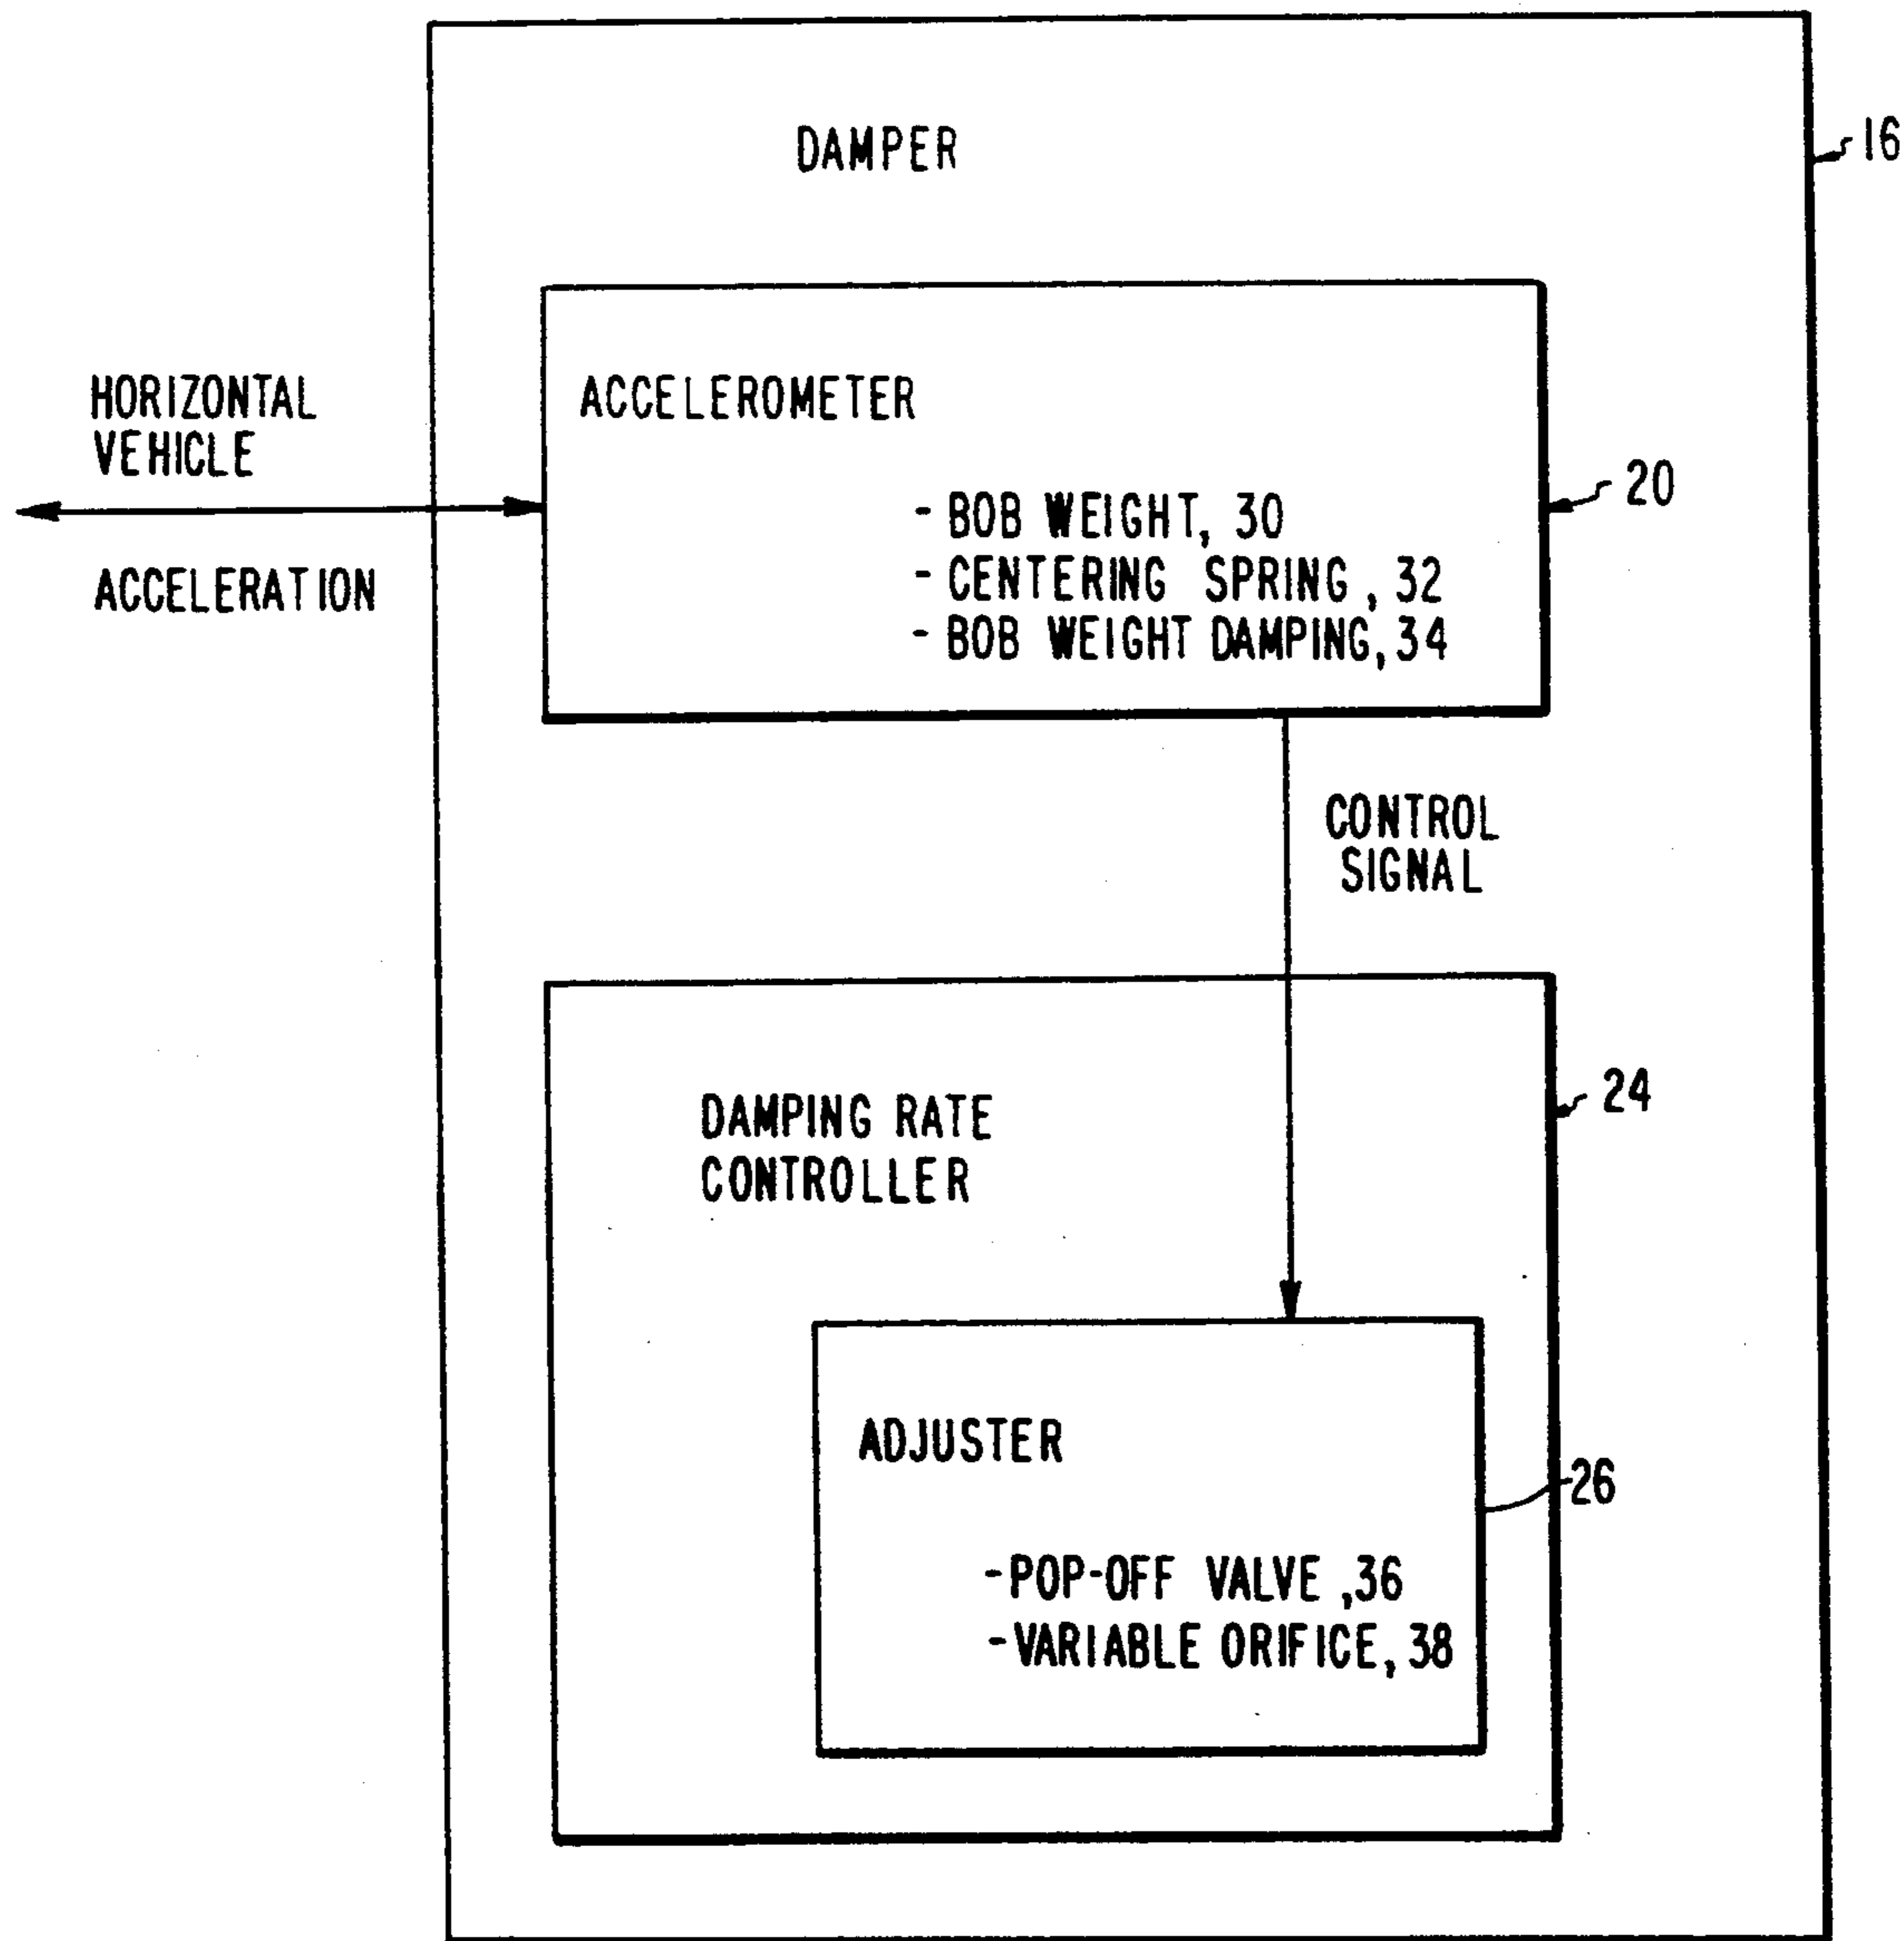 DAMPER
16
HORIZONTAL
VEHICLE
ACCELERATION
ACCELEROMETER
- BOB WEIGHT, 30
- CENTERING SPRING , 32
- BOB WEIGHT DAMPING, 34
20
CONTROL
SIGNAL
DAMPING RATE
CONTROLLER
24
ADJUSTER
26
-POP-OFF VALVE ,36
-VARIABLE ORIFICE, 38